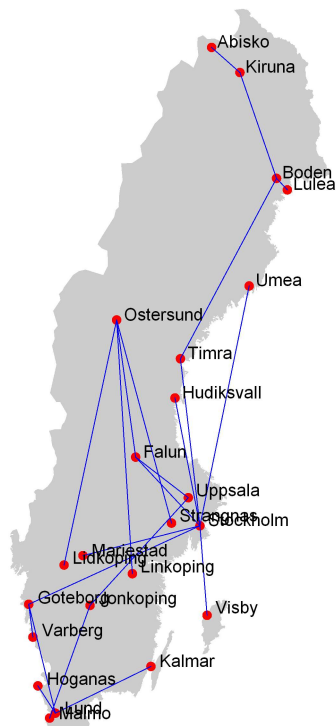 Abisko
Kiruna
Boden
Lulea
Umea
Ostersund
Timra
Hudiksvall
Falun
Uppsala
Strangnas
Stockholm
Mariestad
Lidkoping
Linkoping
Goteborg
Jonkoping
Visby
Varberg
Kalmar
Hoganas
Lund
Malmo